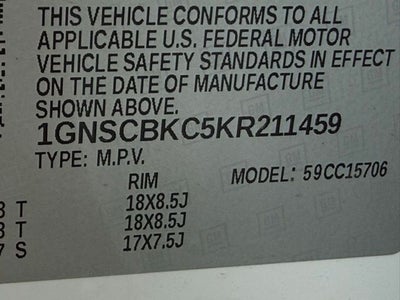 THIS VEHICLE CONFORMS TO ALL
APPLICABLE U.S. FEDERAL MOTOR
VEHICLE SAFETY STANDARDS IN EFFECT
ON THE DATE OF MANUFACTURE
SHOWN ABOVE.
1GNSCBKC5KR211459
TYPE: M.P.V.
MODEL: 59CC15706
RIM
T 18X8.5J
T 18X8.5J
S 17X7.5J